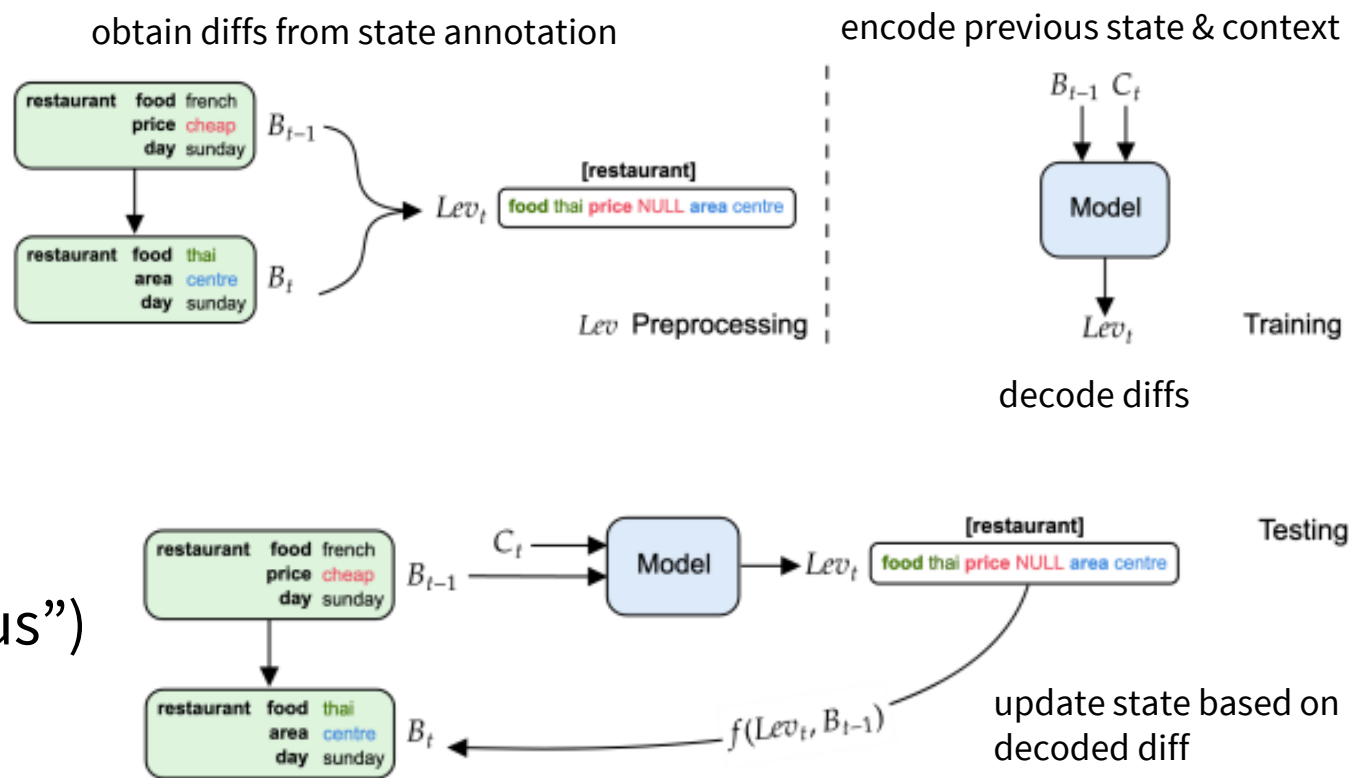 obtain diffs from state annotation
encode previous state & context
restaurant food french
price cheap
day sunday
B_{t-1}
restaurant food thai
area centre
day sunday
B_t
Lev_t
[restaurant]
food thai price NULL area centre
Lev Preprocessing
B_{t-1} C_t
Model
Lev_t
Training
decode diffs
us”)
restaurant food french
price cheap
day sunday
C_t
B_{t-1}
Model
Lev_t
[restaurant]
food thai price NULL area centre
Testing
restaurant food thai
area centre
day sunday
B_t
f(Lev_t, B_{t-1})
update state based on
decoded diff